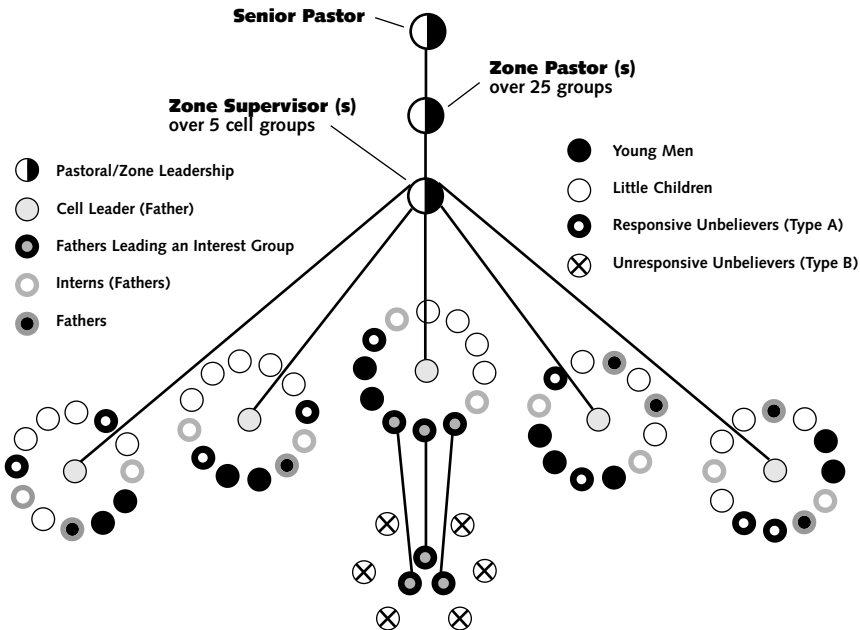 Senior Pastor
Zone Pastor (s)
over 25 groups
Zone Supervisor (s)
over 5 cell groups
Pastoral/Zone Leadership
Cell Leader (Father)
Fathers Leading an Interest Group
Interns (Fathers)
Fathers
Young Men
Little Children
Responsive Unbelievers (Type A)
Unresponsive Unbelievers (Type B)